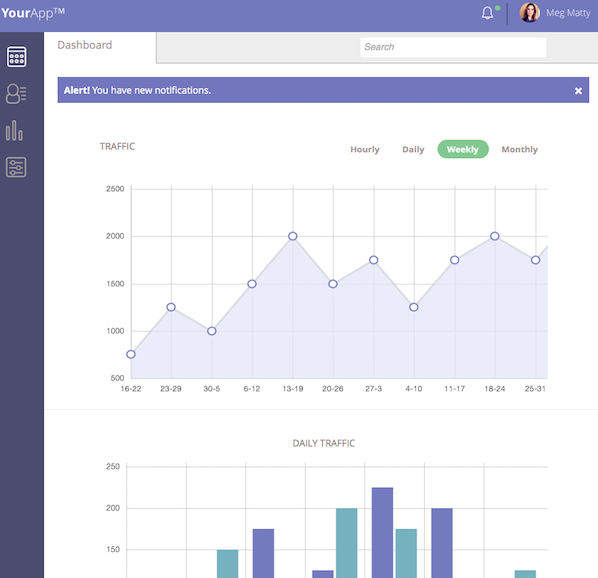 YourApp™
Meg Matty
Dashboard
Search
Alert! You have new notifications.
×
TRAFFIC
Hourly Daily Weekly Monthly
2500
2000
1500
1000
500
16-22 23-29 30-5 6-12 13-19 20-26 27-3 4-10 11-17 18-24 25-31
DAILY TRAFFIC
250
200
150